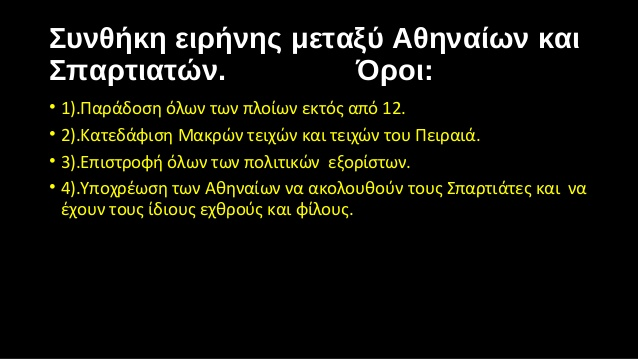 Συνθήκη ειρήνης μεταξύ Αθηναίων και
Σπαρτιατών. Όροι:
• 1).Παράδοση όλων των πλοίων εκτός από 12.
• 2).Κατεδάφιση Μακρών τειχών και τειχών του Πειραιά.
• 3).Επιστροφή όλων των πολιτικών εξορίστων.
• 4).Υποχρέωση των Αθηναίων να ακολουθούν τους Σπαρτιάτες και να
έχουν τους ίδιους εχθρούς και φίλους.